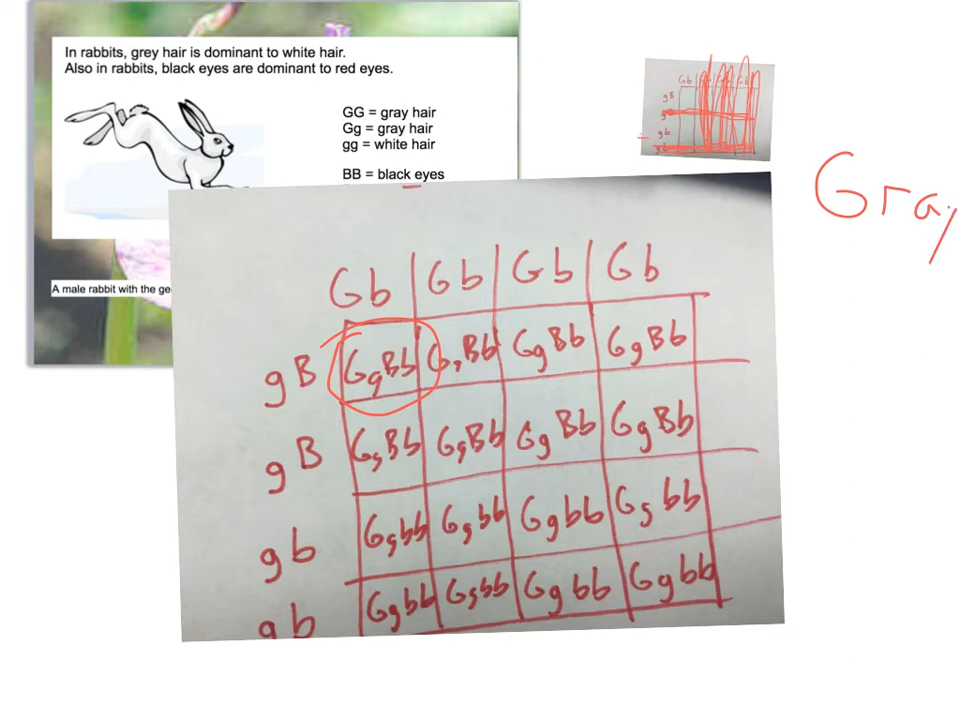 In rabbits, grey hair is dominant to white hair.
Also in rabbits, black eyes are dominant to red eyes.
GG = gray hair
Gg = gray hair
gg = white hair
BB = black eyes
A male rabbit with the ge
Gb
gB
g
gb
Gray
Gb Gb Gb Gb
gB GgBb GgBb GgBb GgBb
gB GgBb GgBb GgBb GgBb
gb Ggbb Ggbb Ggbb Ggbb
gb Ggbb Ggbb Ggbb Ggbb